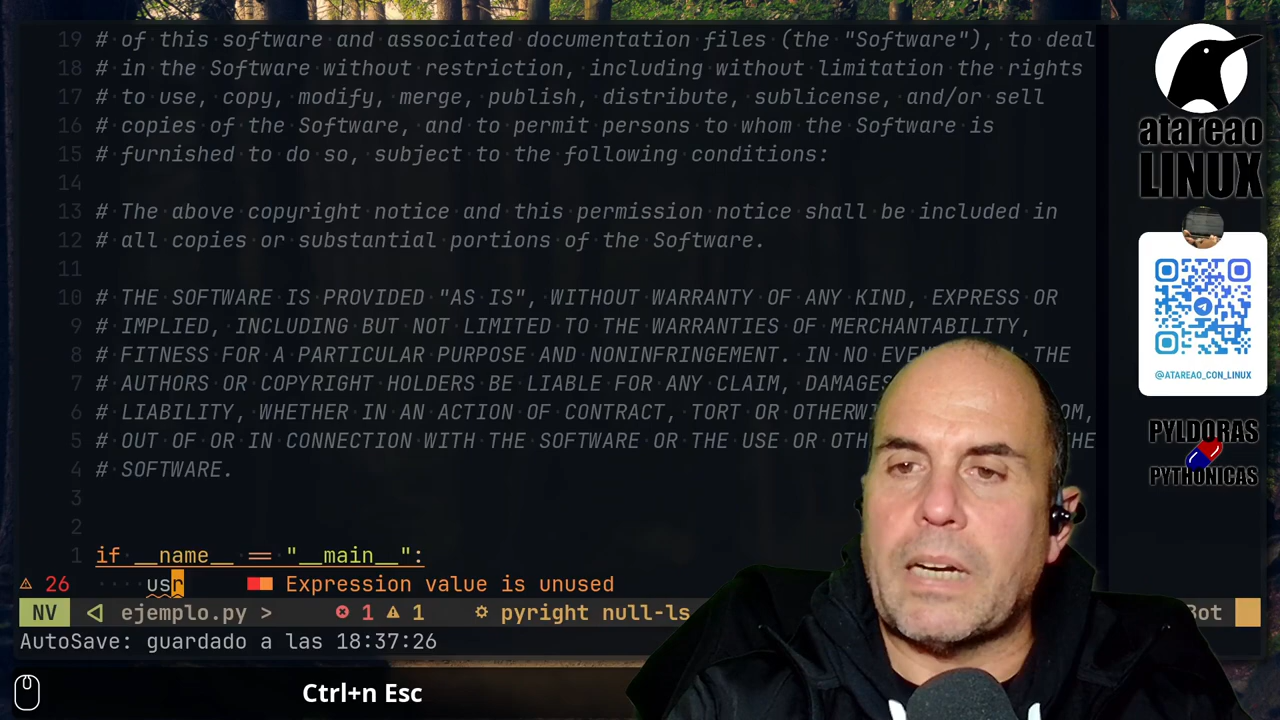 19 # of this software and associated documentation files (the "Software"), to deal
18 # in the Software without restriction, including without limitation the rights
17 # to use, copy, modify, merge, publish, distribute, sublicense, and/or sell
16 # copies of the Software, and to permit persons to whom the Software is
15 # furnished to do so, subject to the following conditions:
14
13 # The above copyright notice and this permission notice shall be included in
12 # all copies or substantial portions of the Software.
11
10 # THE SOFTWARE IS PROVIDED "AS IS", WITHOUT WARRANTY OF ANY KIND, EXPRESS OR
9 # IMPLIED, INCLUDING BUT NOT LIMITED TO THE WARRANTIES OF MERCHANTABILITY,
8 # FITNESS FOR A PARTICULAR PURPOSE AND NONINFRINGEMENT. IN NO THE
7 # AUTHORS OR COPYRIGHT HOLDERS BE LIABLE FOR ANY CLAIM, DAMAGES
6 # LIABILITY, WHETHER IN AN ACTION OF CONTRACT, TORT OR
5 # OUT OF OR IN CONNECTION WITH THE SOFTWARE OR THE USE OR
4 # SOFTWARE.
3
2
1 if __name__ == "__main__":
26 usr Expression value is unused
NV ejemplo.py > 1 1 pyright null-ls Bot
AutoSave: guardado a las 18:37:26
Ctrl+n Esc
atareao
LINUX
@ATAREAO_CON_LINUX
PYLDORAS
PYTHONICAS